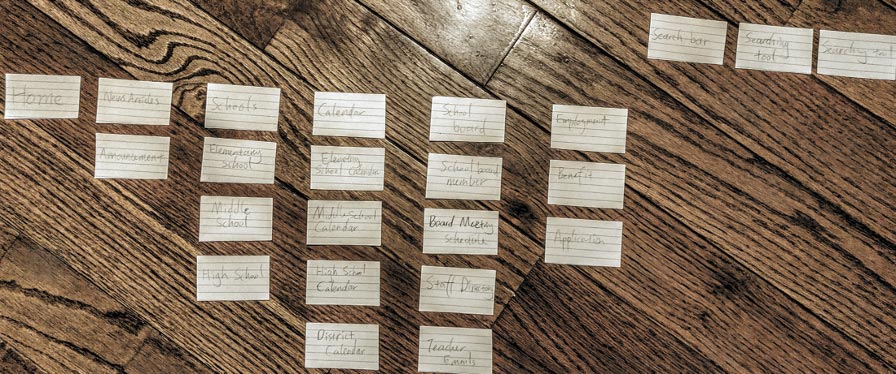 Search bar
Searching
tool
Searching tool
Home
News Articles
Announcement
Schools
Elementary
School
Middle
School
High School
Calendar
School Calendar
Middle School
Calendar
High School
Calendar
District
Calendar
School
board
School board
member
Board Meeting
Schedule
Staff Directory
Teacher
Emails
Employment
Benefit
Application